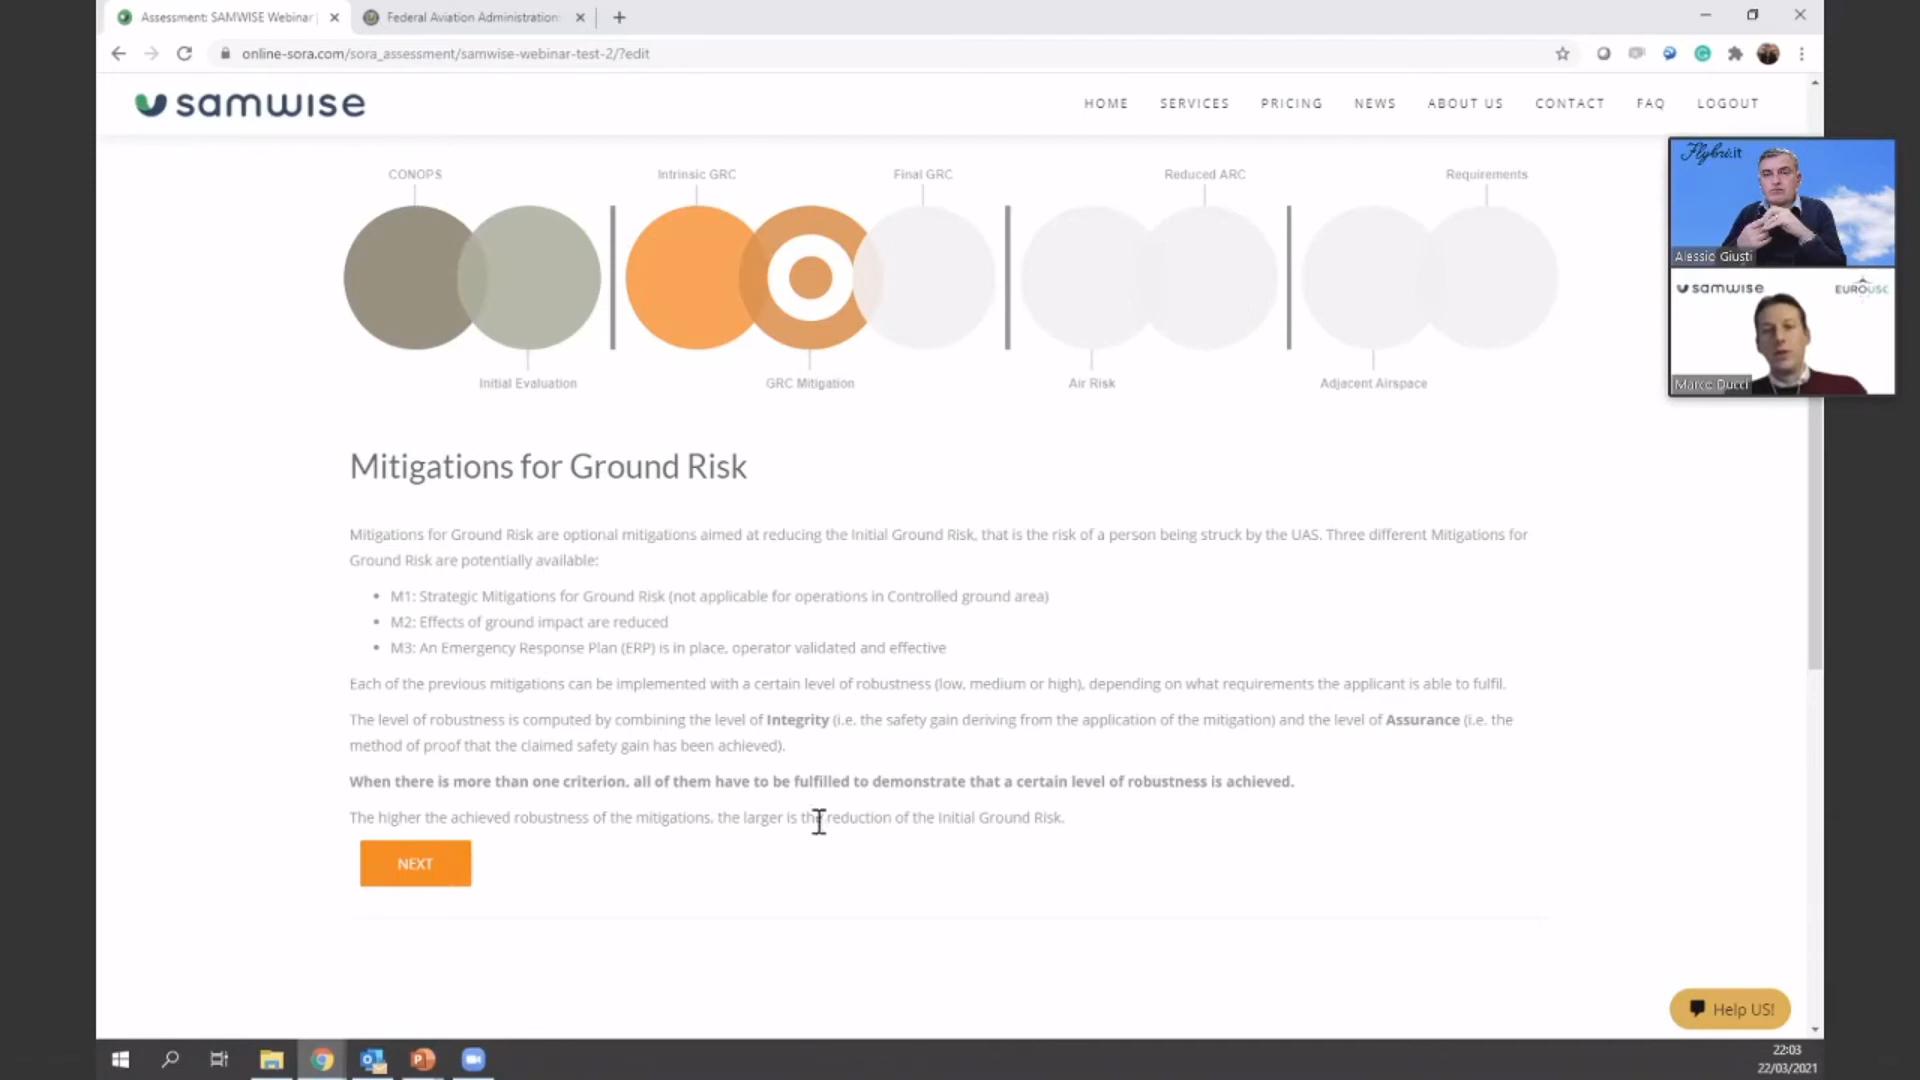 Assessment: SAMWISE Webinar
Federal Aviation Administration
online-sora.com/sora_assessment/samwise-webinar-test-2/?edit
samwise
HOME SERVICES PRICING NEWS ABOUT US CONTACT FAQ LOGOUT
CONOPS Intrinsic GRC Final GRC Reduced ARC Requirements
Initial Evaluation GRC Mitigation Air Risk Adjacent Airspace
Flybri.it
Alessio Giusti
samwise EUROUSC
Marco Ducci
Mitigations for Ground Risk
Mitigations for Ground Risk are optional mitigations aimed at reducing the Initial Ground Risk, that is the risk of a person being struck by the UAS. Three different Mitigations for
Ground Risk are potentially available:
• M1: Strategic Mitigations for Ground Risk (not applicable for operations in Controlled ground area)
• M2: Effects of ground impact are reduced
• M3: An Emergency Response Plan (ERP) is in place, operator validated and effective
Each of the previous mitigations can be implemented with a certain level of robustness (low, medium or high), depending on what requirements the applicant is able to fulfil.
The level of robustness is computed by combining the level of Integrity (i.e. the safety gain deriving from the application of the mitigation) and the level of Assurance (i.e. the
method of proof that the claimed safety gain has been achieved).
When there is more than one criterion, all of them have to be fulfilled to demonstrate that a certain level of robustness is achieved.
The higher the achieved robustness of the mitigations, the larger is the reduction of the Initial Ground Risk.
NEXT
Help US!
22:03
22/03/2021